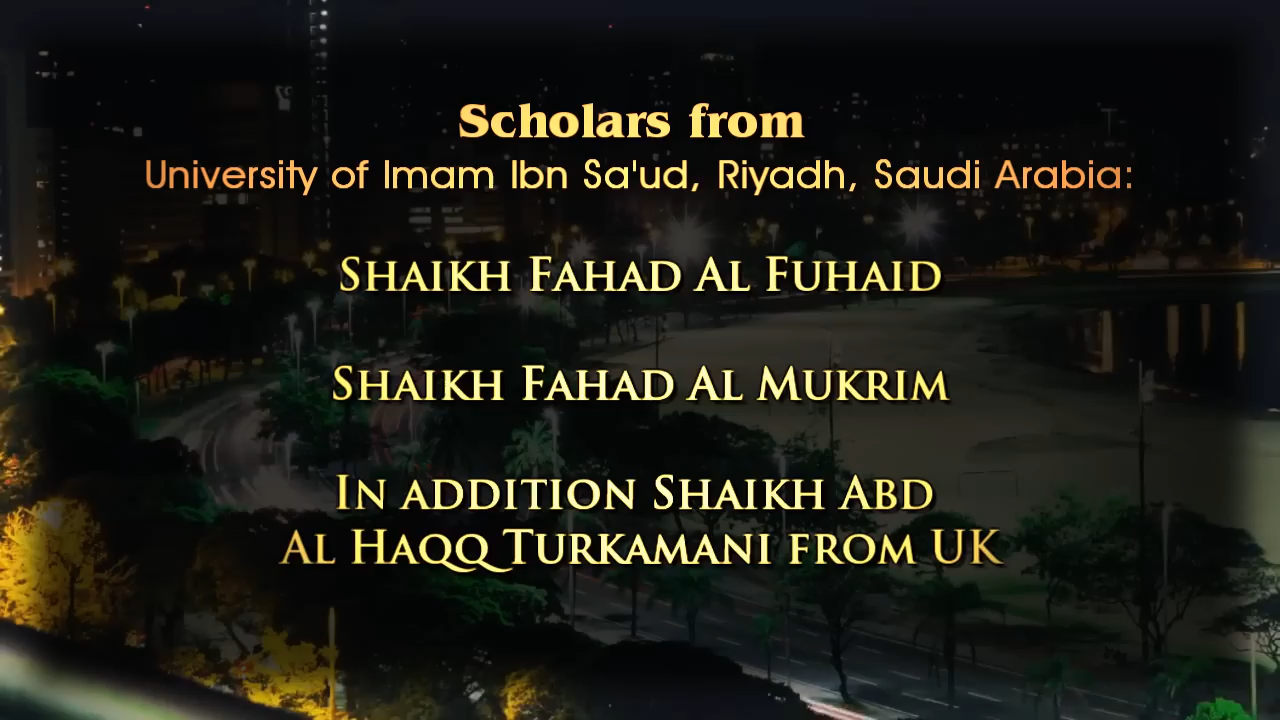 Scholars from
University of Imam Ibn Sa'ud, Riyadh, Saudi Arabia:
SHAIKH FAHAD AL FUHAID
SHAIKH FAHAD AL MUKRIM
IN ADDITION SHAIKH ABD
AL HAQQ TURKAMANI FROM UK